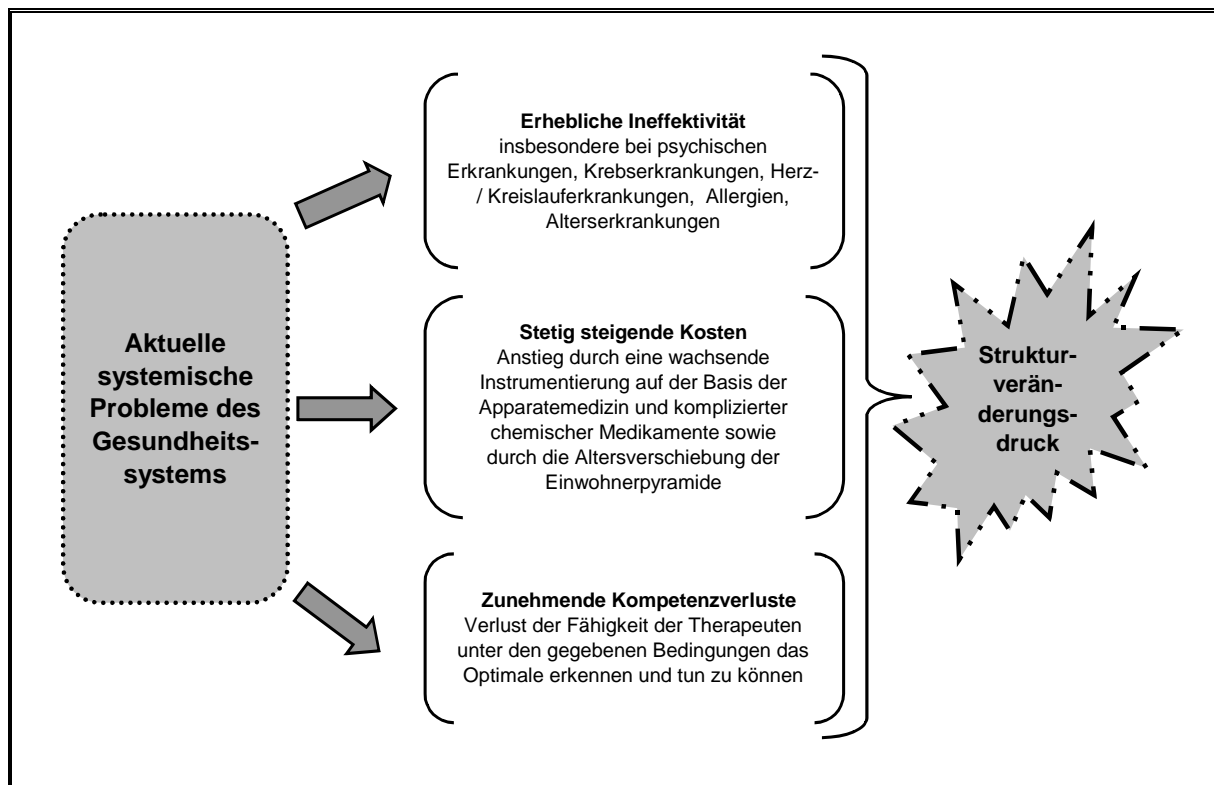 Aktuelle
systemische
Probleme des
Gesundheits-
systems
Erhebliche Ineffektivität
insbesondere bei psychischen
Erkrankungen, Krebserkrankungen, Herz-
/ Kreislauferkrankungen, Allergien,
Alterserkrankungen
Stetig steigende Kosten
Anstieg durch eine wachsende
Instrumentierung auf der Basis der
Apparatemedizin und komplizierter
chemischer Medikamente sowie
durch die Altersverschiebung der
Einwohnerpyramide
Zunehmende Kompetenzverluste
Verlust der Fähigkeit der Therapeuten
unter den gegebenen Bedingungen das
Optimale erkennen und tun zu können
Struktur-
verän-
derungs-
druck